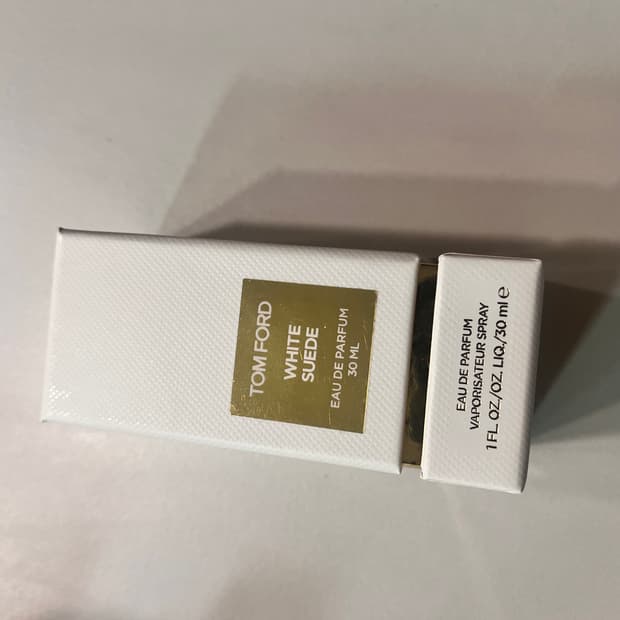 TOM FORD
WHITE
SUÈDE
EAU DE PARFUM
30 ML
EAU DE PARFUM
VAPORISATEUR SPRAY
1 FL. OZ/OZ. LIQ./30 ml ℮